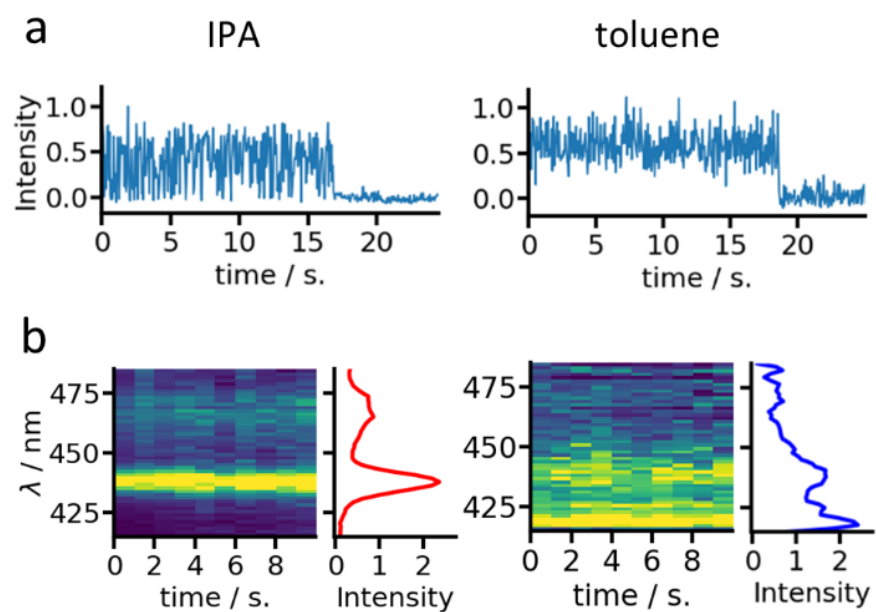 a
IPA
toluene
Intensity
1.0
0.5
0.0
0 5 10 15 20
time / s.
1.0
0.5
0.0
0 5 10 15 20
time / s.
b
λ / nm
475
450
425
0 2 4 6 8
time / s.
0 1 2
Intensity
475
450
425
0 2 4 6 8
time / s.
0 1 2
Intensity